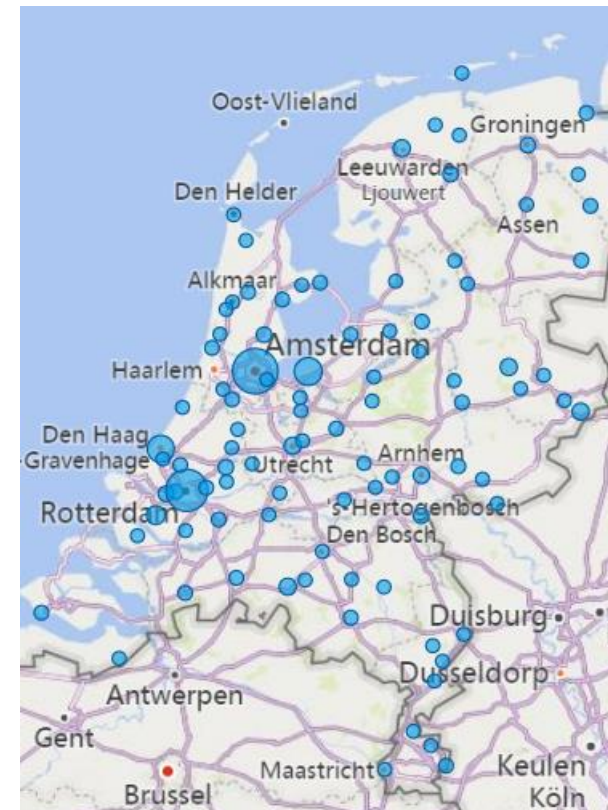 Oost-Vlieland
Groningen
Leeuwarden
Ljouwert
Den Helder
Assen
Alkmaar
Amsterdam
Haarlem
Den Haag
-Gravenhage
Utrecht
Arnhem
Rotterdam
's-Hertogenbosch
Den Bosch
Duisburg
Dusseldorp
Antwerpen
Gent
Maastricht
Keulen
Brussel
Köln